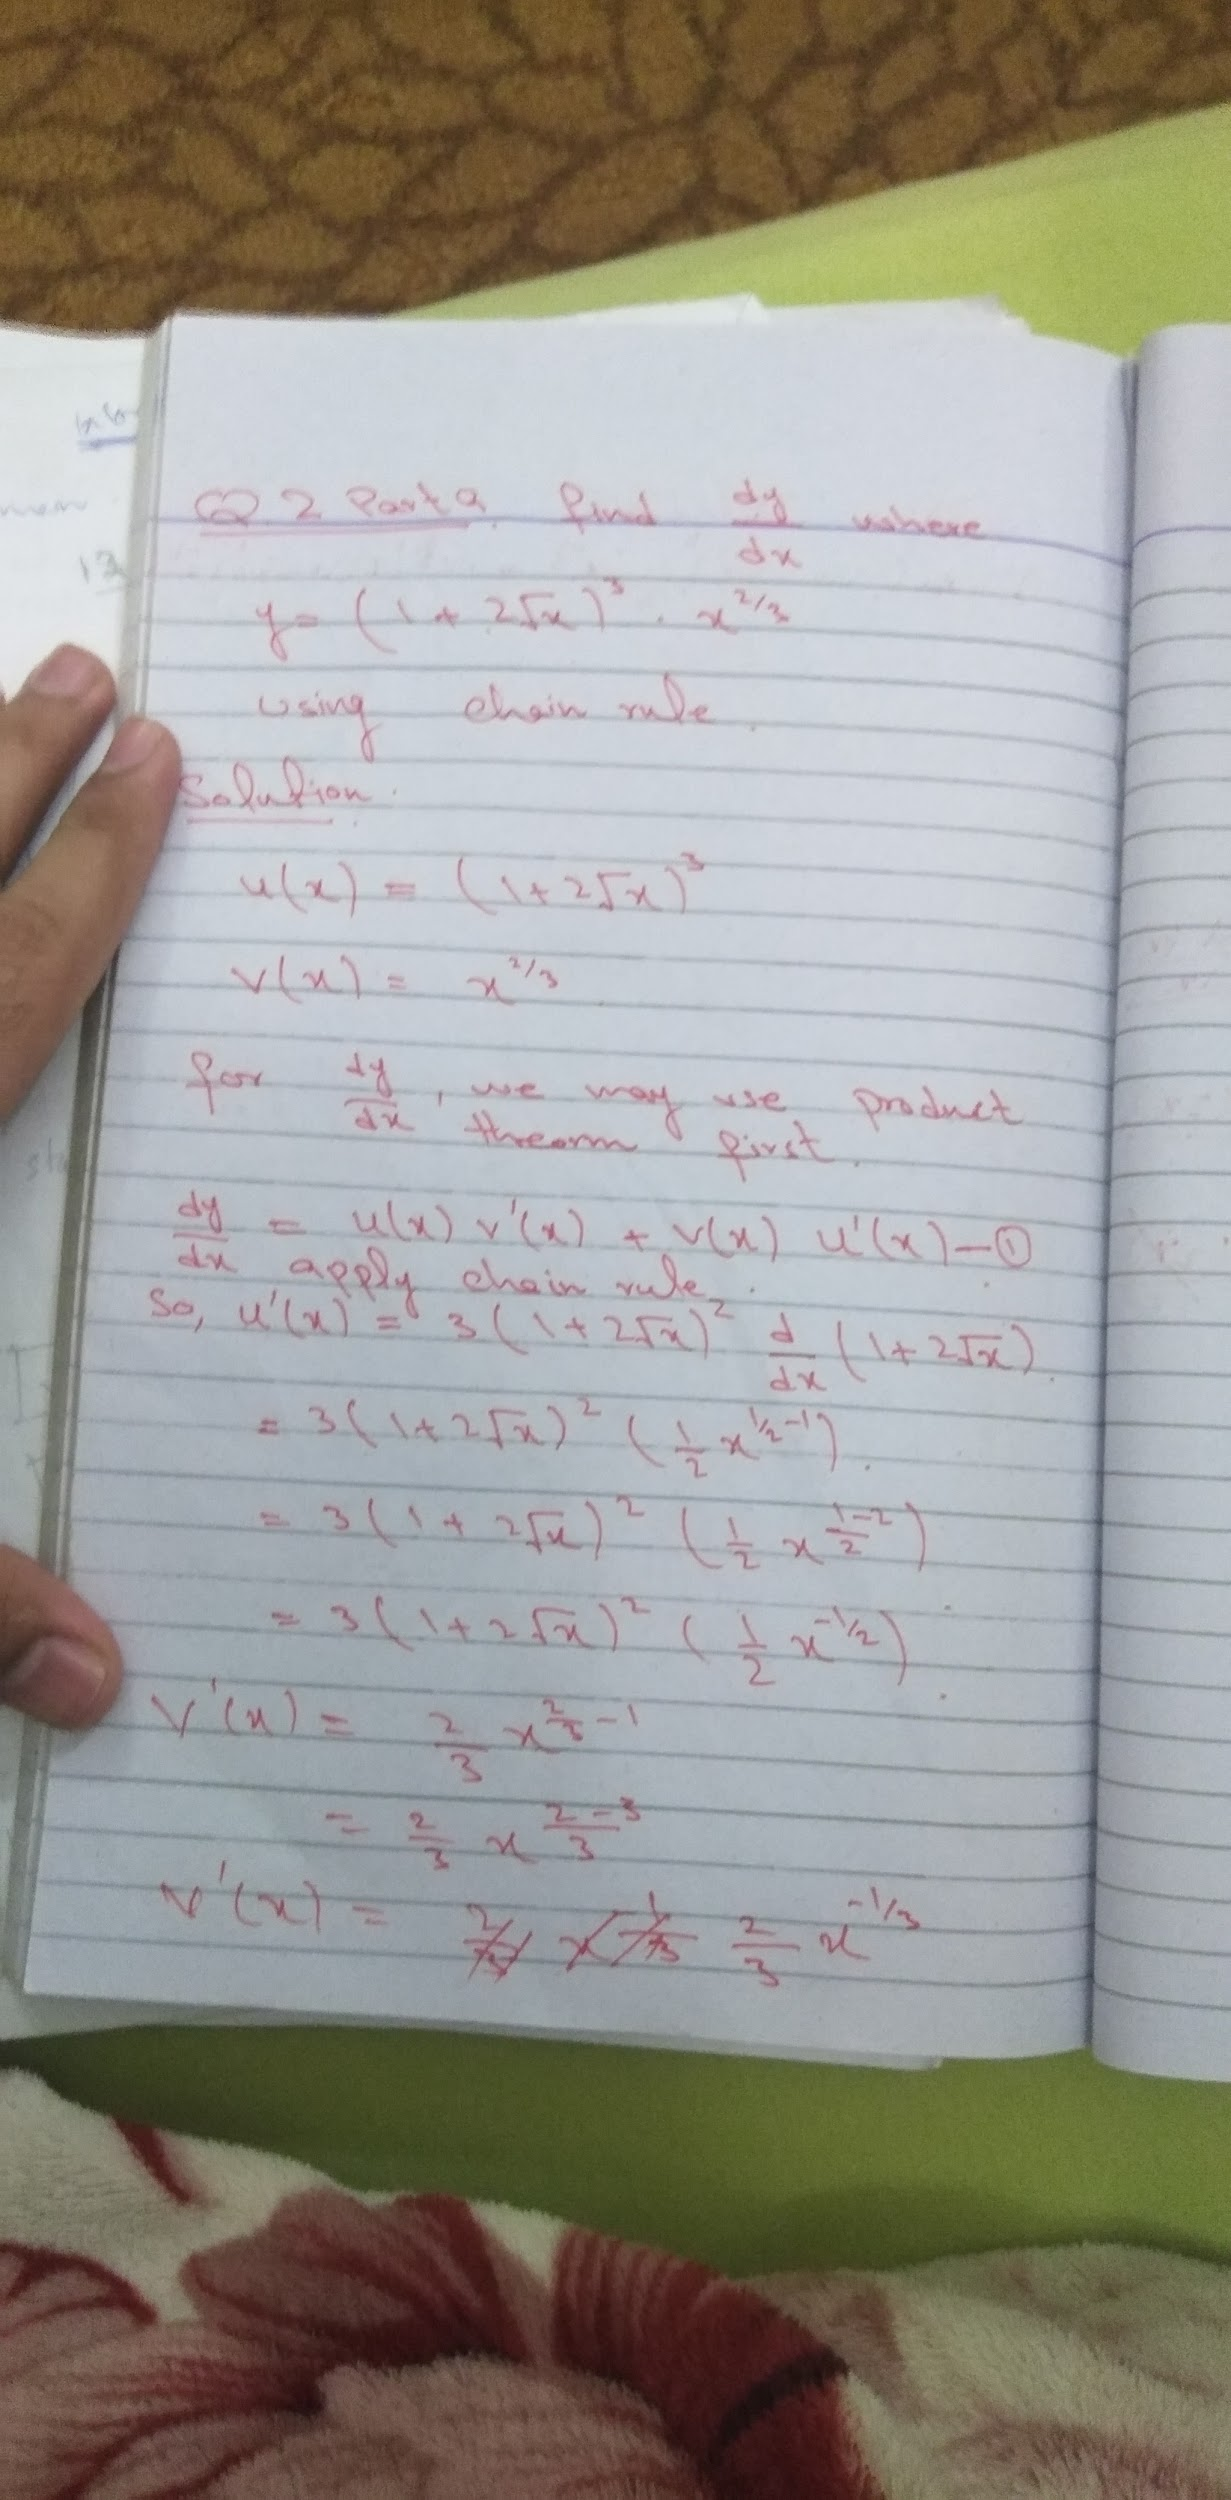 Q 2 Part a find dy/dx where
y = (1 + 2√x)³ . x^2/3
using chain rule.
Solution.
u(x) = (1+2√x)³
v(x) = x^2/3
for dy/dx, we may use product
theorm first.
dy/dx = u(x) v'(x) + v(x) u'(x) — ①
apply chain rule.
So, u'(x) = 3(1+2√x)² d/dx (1+2√x).
= 3(1+2√x)² (1/2 x^1/2-1).
= 3(1+2√x)² (1/2 x^(1-2)/2)
= 3(1+2√x)² (1/2 x^-1/2).
V'(x) = 2/3 x^2/3-1
= 2/3 x^(2-3)/3
v'(x) = 2/3 x^-1/3